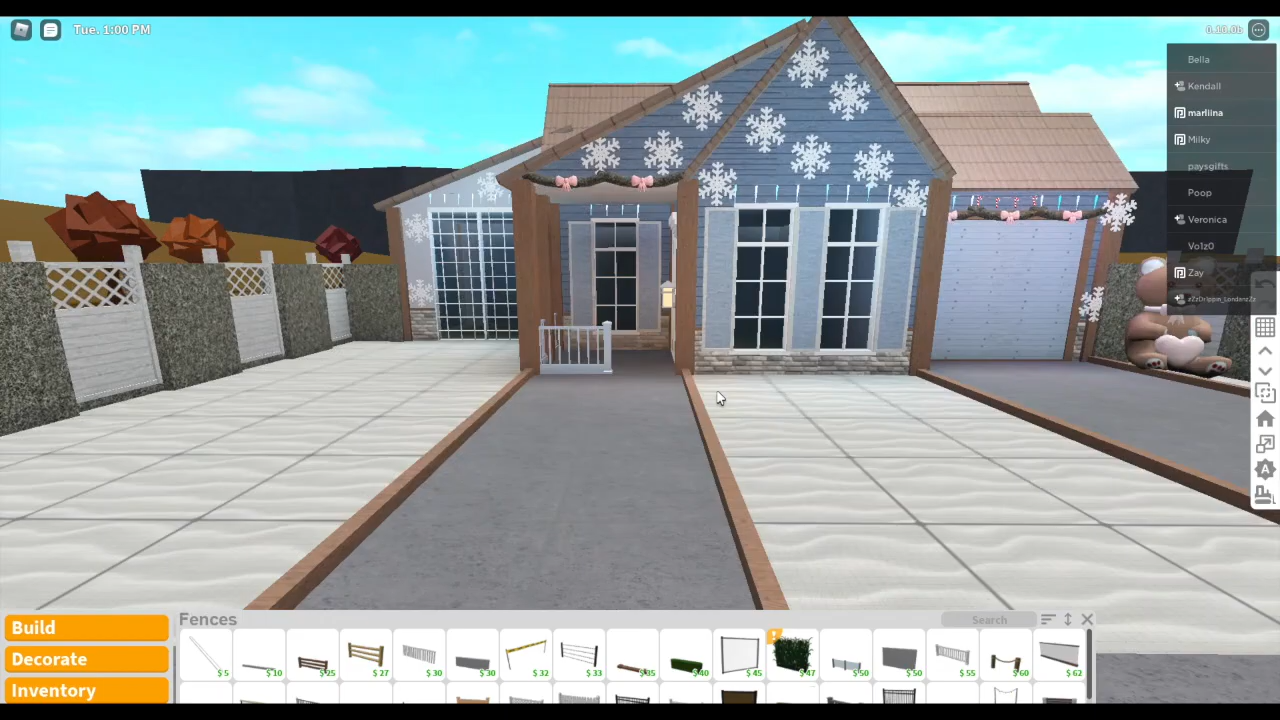 Tue. 1:00 PM
Bella
Kendall
marliina
Milky
paysgifts
Poop
Veronica
Vo1z0
Zay
Build
Decorate
Inventory
Fences
Search
$5
$10
$25
$27
$30
$30
$32
$33
$35
$40
$45
$47
$50
$50
$55
$60
$62
A